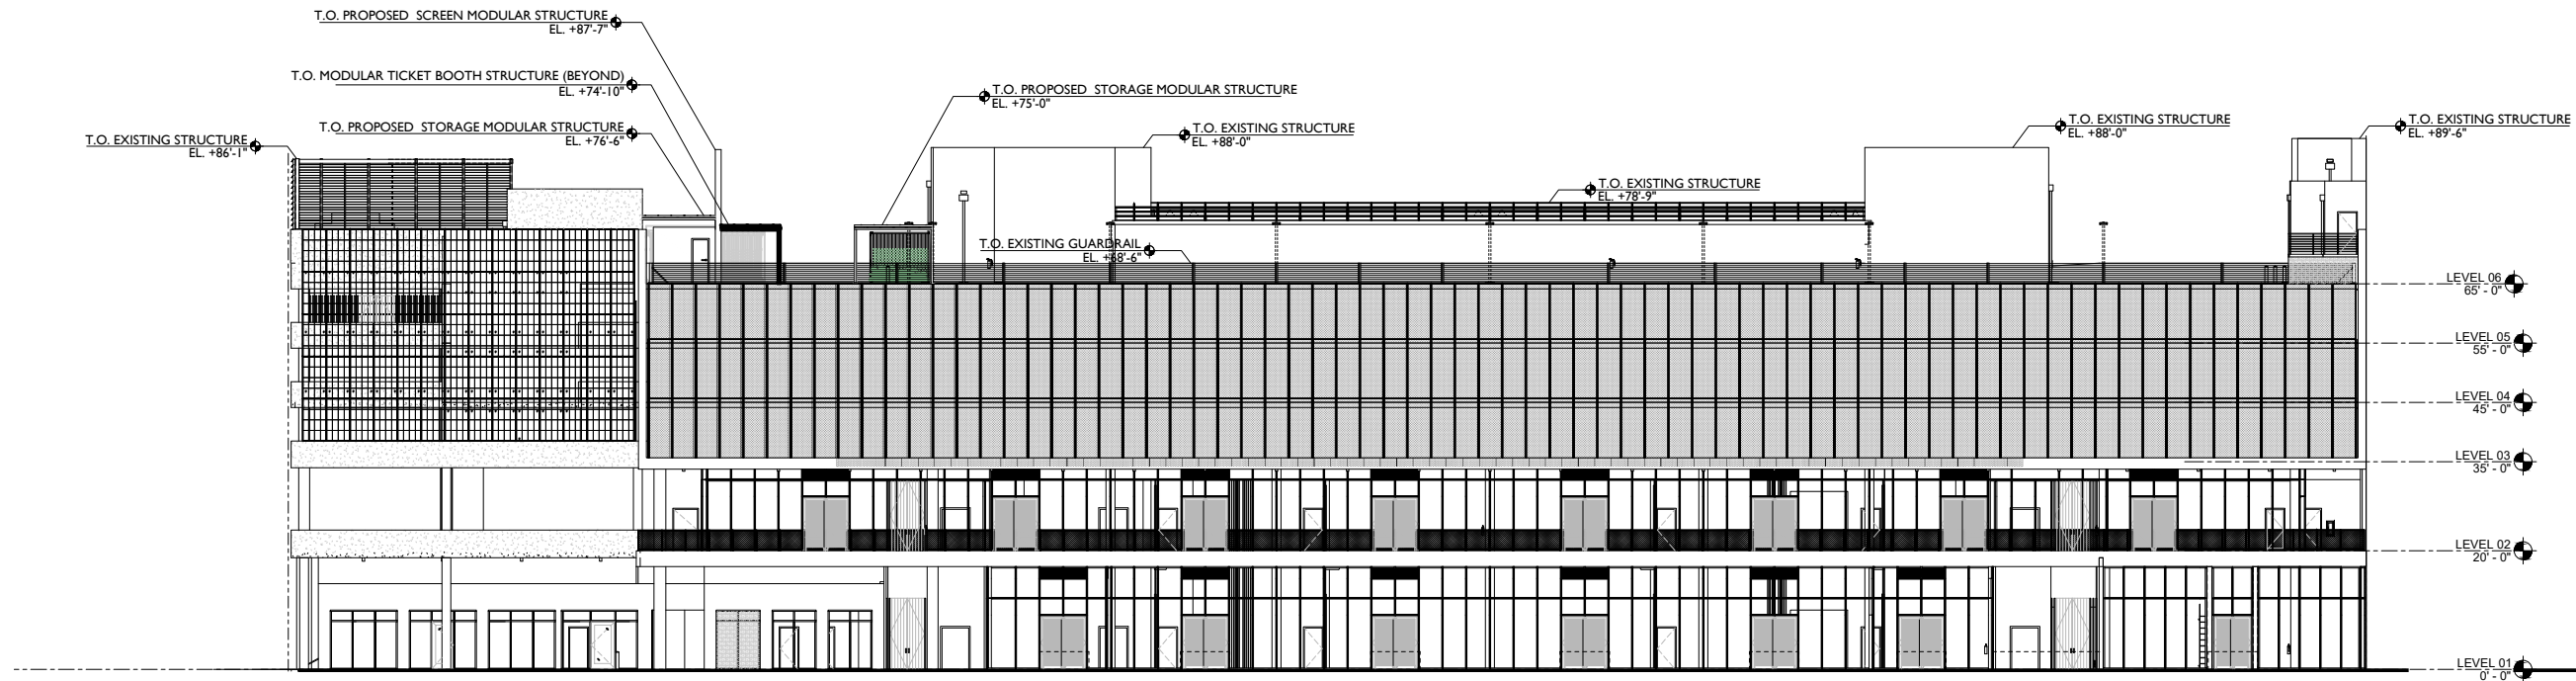 T.O. PROPOSED  SCREEN MODULAR STRUCTURE
EL. +87'-7"
T.O. MODULAR TICKET BOOTH STRUCTURE (BEYOND)
EL. +74'-10"
T.O. PROPOSED  STORAGE MODULAR STRUCTURE
EL. +75'-0"
T.O. PROPOSED  STORAGE MODULAR STRUCTURE
EL. +76'-6"
T.O. EXISTING STRUCTURE
EL. +86'-1"
T.O. EXISTING STRUCTURE
EL. +88'-0"
T.O. EXISTING STRUCTURE
EL. +88'-0"
T.O. EXISTING STRUCTURE
EL. +89'-6"
T.O. EXISTING STRUCTURE
EL. +78'-9"
T.O. EXISTING GUARDRAIL
EL. +68'-6"
LEVEL 06
65' - 0"
LEVEL 05
55' - 0"
LEVEL 04
45' - 0"
LEVEL 03
35' - 0"
LEVEL 02
20' - 0"
LEVEL 01
0' - 0"